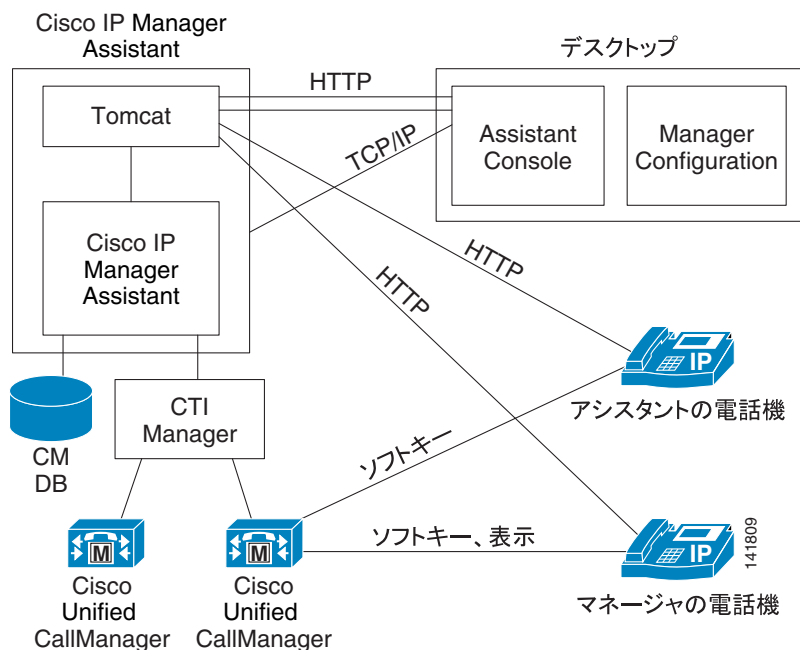 Cisco IP Manager
Assistant
デスクトップ
Tomcat
HTTP
Assistant
Console
Manager
Configuration
TCP/IP
Cisco IP
Manager
Assistant
HTTP
HTTP
IP
アシスタントの電話機
CTI
Manager
CM
DB
ソフトキー
M
Cisco
Unified
CallManager
M
Cisco
Unified
CallManager
ソフトキー、表示
IP
マネージャの電話機
141809